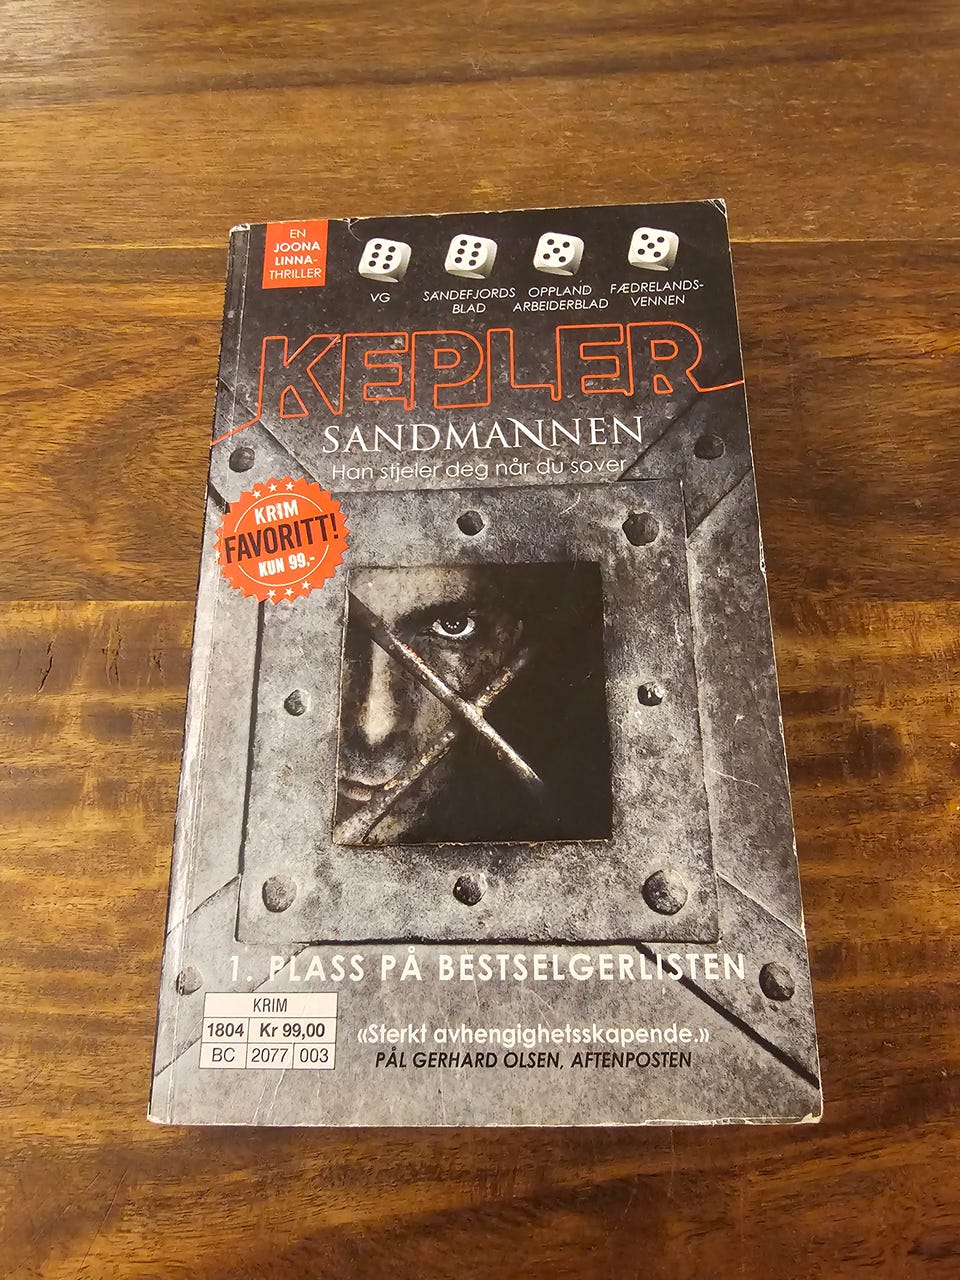 EN
JOONA
LINNA-
THRILLER
VG
SANDEFJORDS
BLAD
OPPLAND
ARBEIDERBLAD
FÆDRELANDS-
VENNEN
KEPLER
SANDMANNEN
Han stjeler deg når du sover
KRIM
FAVORITT!
KUN 99,-
1. PLASS PÅ BESTSELGERLISTEN
KRIM
1804 Kr 99,00
BC 2077 003
«Sterkt avhengighetsskapende.»
PÅL GERHARD OLSEN, AFTENPOSTEN